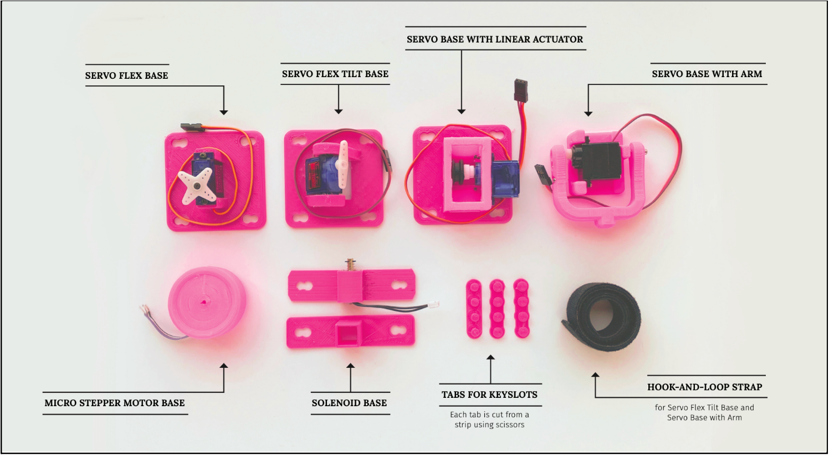 SERVO BASE WITH LINEAR ACTUATOR
SERVO FLEX BASE
SERVO FLEX TILT BASE
SERVO BASE WITH ARM
MICRO STEPPER MOTOR BASE
SOLENOID BASE
TABS FOR KEYSLOTS
Each tab is cut from a
strip using scissors
HOOK-AND-LOOP STRAP
for Servo Flex Tilt Base and
Servo Base with Arm